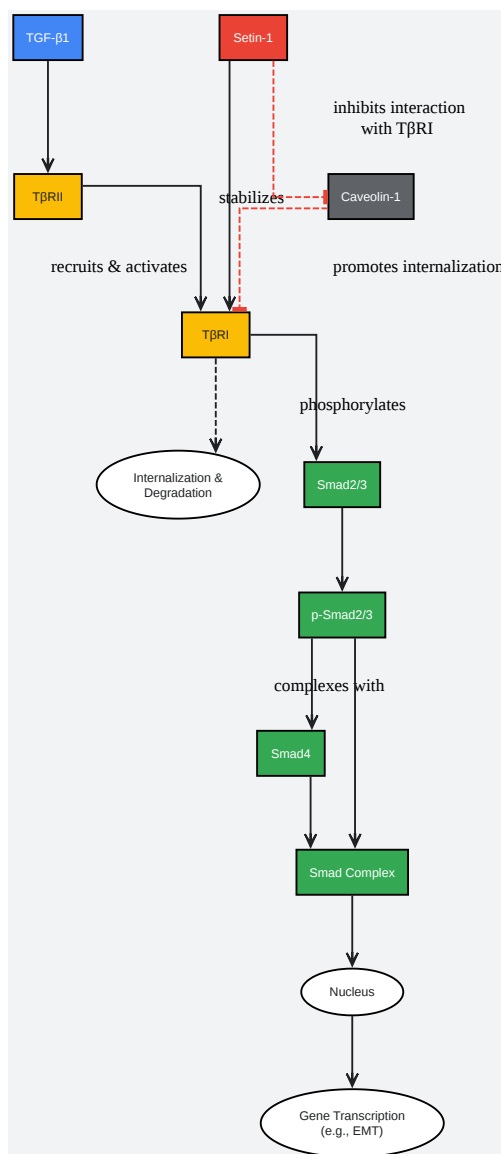 TGF-β1
Setin-1
inhibits interaction
with TβRI
TβRII
stabilizes
Caveolin-1
recruits & activates
promotes internalization
TβRI
phosphorylates
Internalization &
Degradation
Smad2/3
p-Smad2/3
complexes with
Smad4
Smad Complex
Nucleus
Gene Transcription
(e.g., EMT)